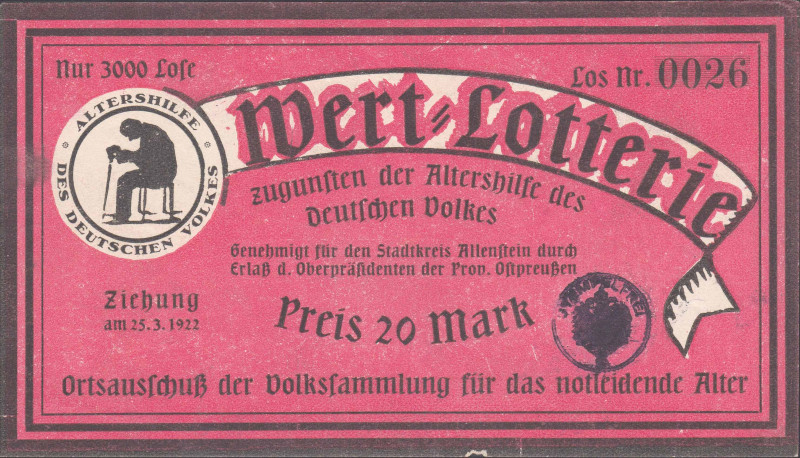 Nur 3000 Lose
Los Nr. 0026
ALTERSHILFE
DES DEUTSCHEN VOLKES
Wert=Lotterie
zugunsten der Altershilfe des
Deutschen Volkes
Genehmigt für den Stadtkreis Allenstein durch
Erlaß d. Oberpräsidenten der Prov. Ostpreußen
Ziehung
am 25.3.1922
Preis 20 Mark
STEMPELFREI
Ortsausschuß der Volkssammlung für das notleidende Alter